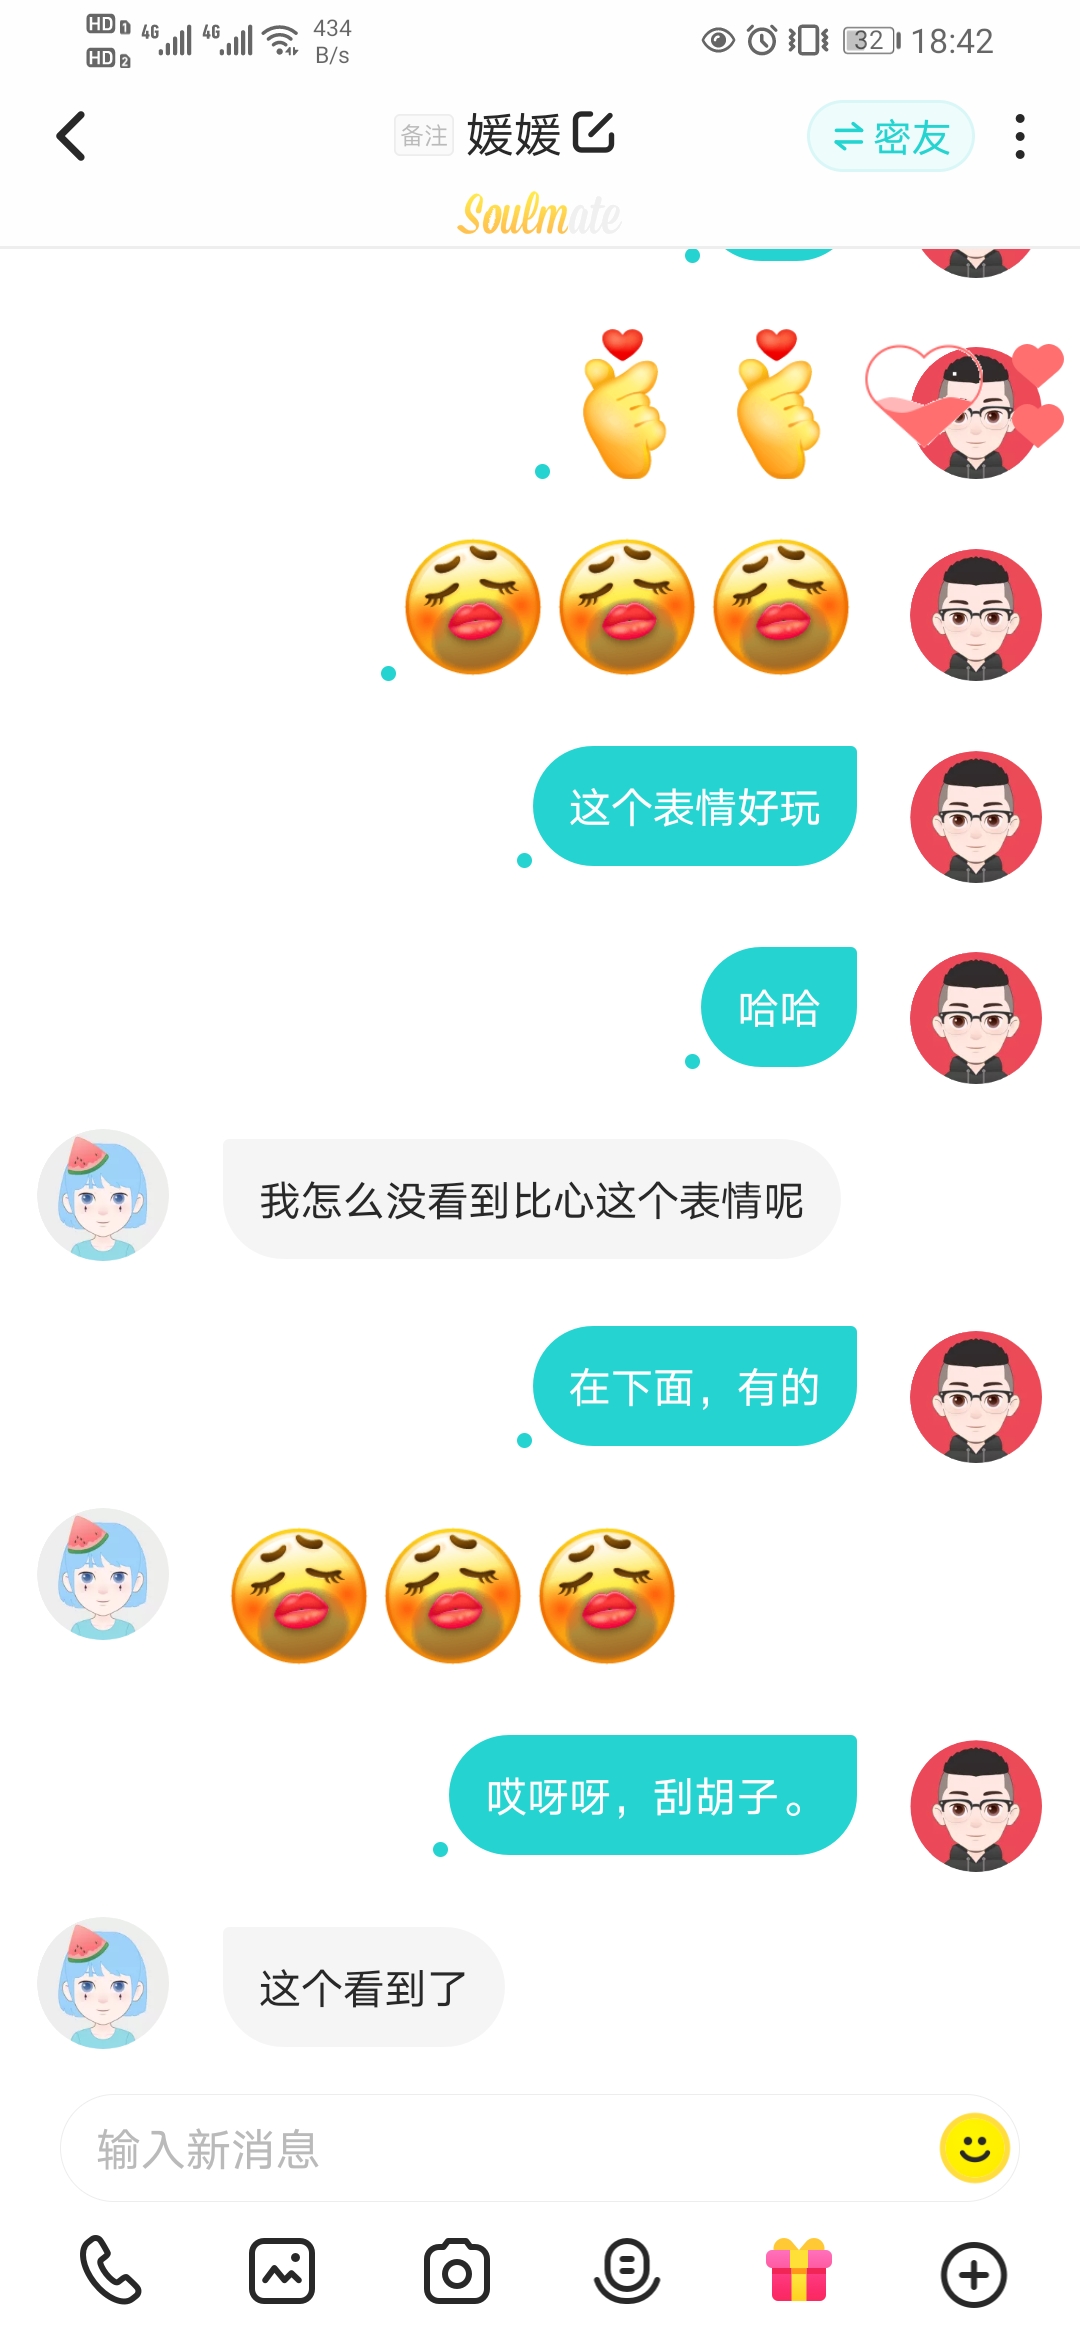 HD 1 4G 4G 434 B/s 32 18:42
HD 2
备注 媛媛 密友
Soulmate
这个表情好玩
哈哈
我怎么没看到比心这个表情呢
在下面，有的
哎呀呀，刮胡子。
这个看到了
输入新消息